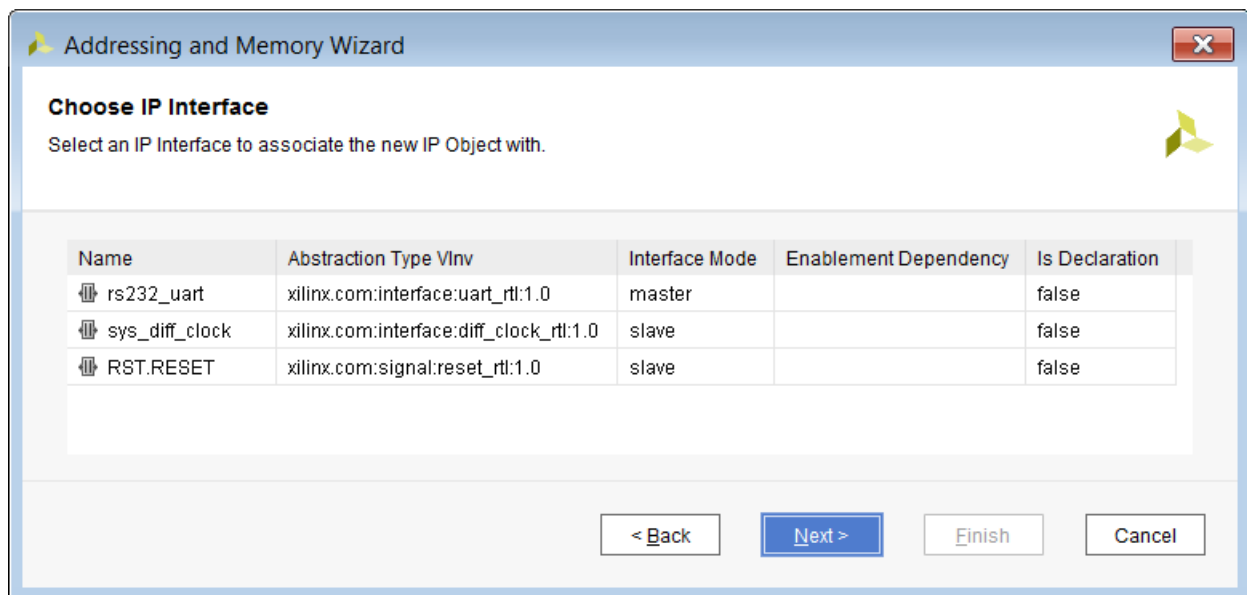 Addressing and Memory Wizard
Choose IP Interface
Select an IP Interface to associate the new IP Object with.
Name Abstraction Type Vlnv Interface Mode Enablement Dependency Is Declaration
rs232_uart xilinx.com:interface:uart_rtl:1.0 master false
sys_diff_clock xilinx.com:interface:diff_clock_rtl:1.0 slave false
RST.RESET xilinx.com:signal:reset_rtl:1.0 slave false
< Back Next > Finish Cancel